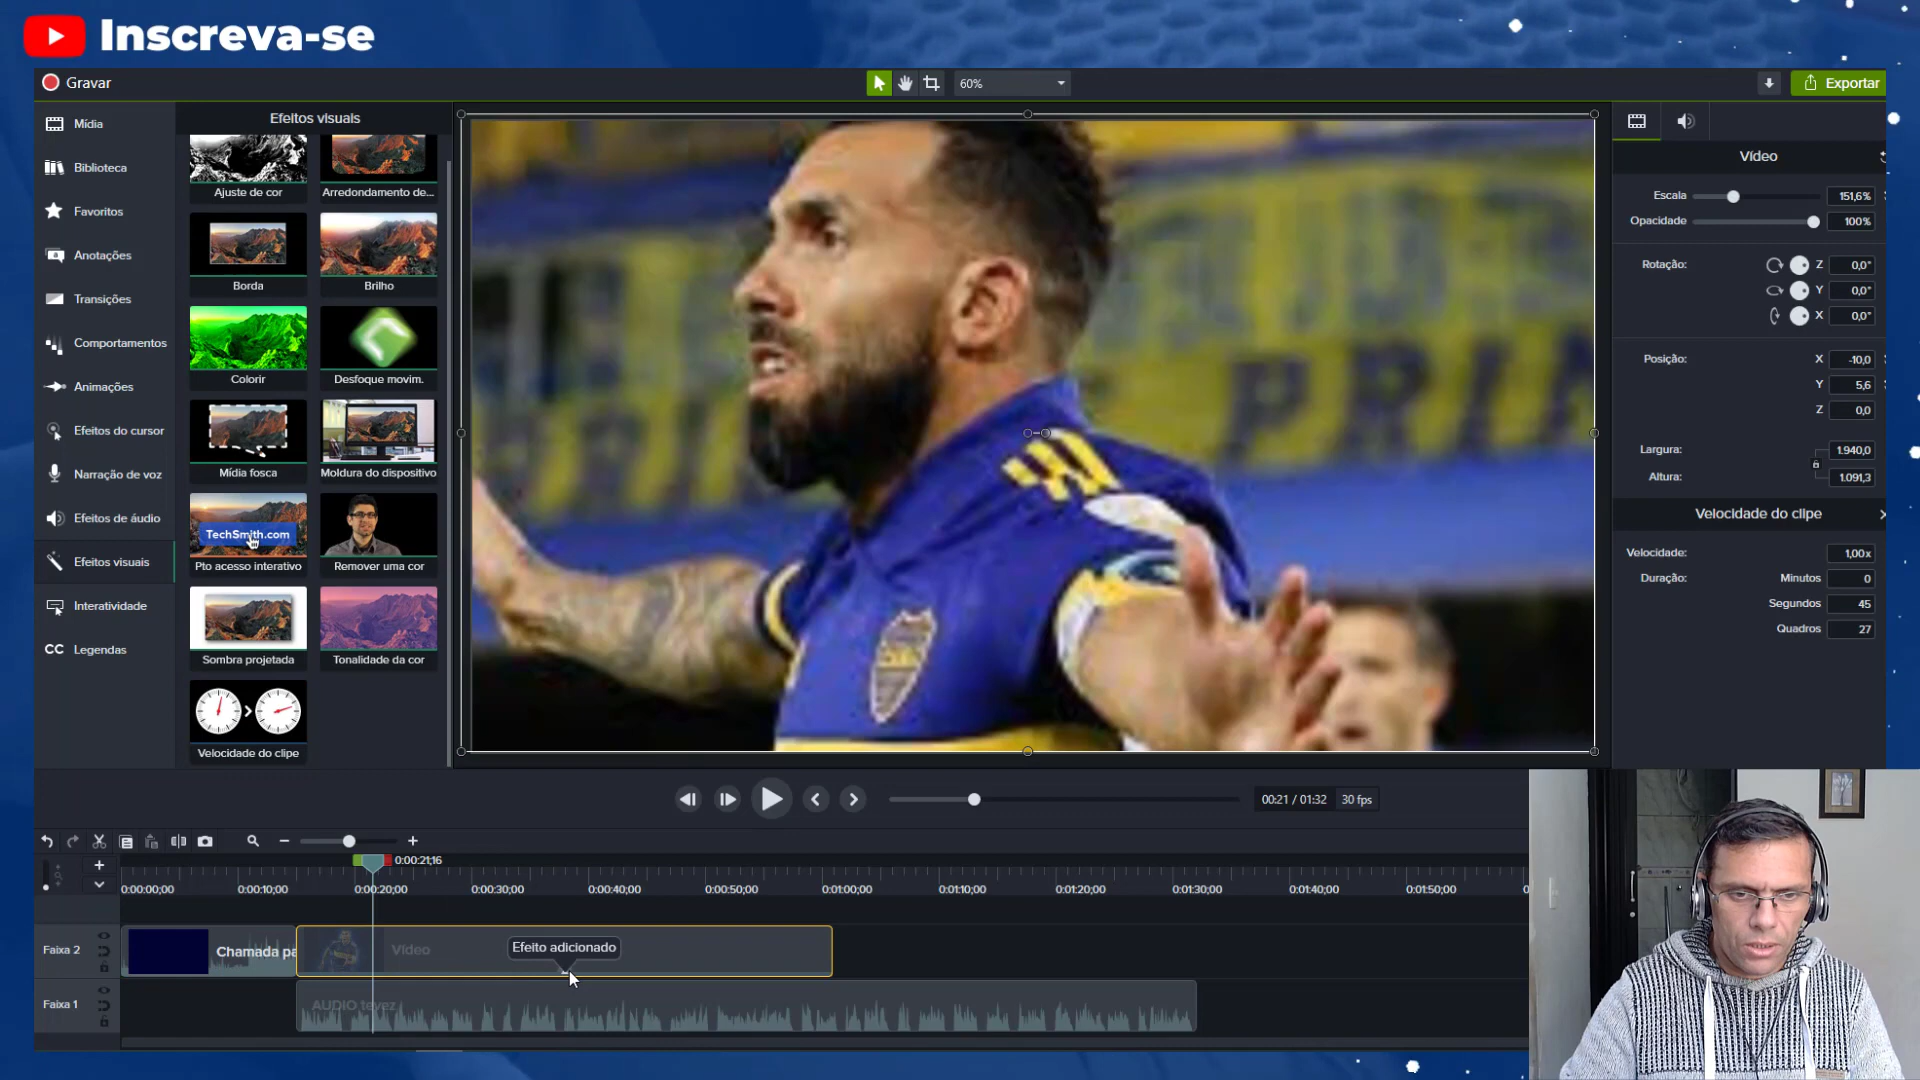 Inscreva-se
Gravar
60%
Exportar
Mídia
Biblioteca
Favoritos
Anotações
Transições
Comportamentos
Animações
Efeitos do cursor
Narração de voz
Efeitos de áudio
Efeitos visuais
Interatividade
CC Legendas
Efeitos visuais
Ajuste de cor
Arredondamento de...
Borda
Brilho
Colorir
Desfoque movim.
Mídia fosca
Moldura do dispositivo
TechSmith.com
Pto acesso interativo
Remover uma cor
Sombra projetada
Tonalidade da cor
Velocidade do clipe
PRIM
Vídeo
Escala 151,6%
Opacidade 100%
Rotação: Z 0,0°
Y 0,0°
X 0,0°
Posição: X -10,0
Y 5,6
Z 0,0
Largura: 1.940,0
Altura: 1.091,3
Velocidade do clipe
Velocidade: 1,00x
Duração: Minutos 0
Segundos 45
Quadros 27
00:21 / 01:32 30 fps
0:00:21;16
0:00:00;00 0:00:10;00 0:00:20;00 0:00:30;00 0:00:40;00 0:00:50;00 0:01:00;00 0:01:10;00 0:01:20;00 0:01:30;00 0:01:40;00 0:01:50;00
Faixa 2
Chamada pa
Vídeo
Efeito adicionado
Faixa 1
AUDIO tevez